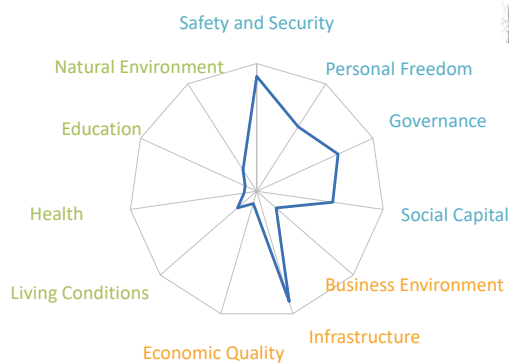 Safety and Security
Natural Environment
Personal Freedom
Education
Governance
Health
Social Capital
Living Conditions
Business Environment
Infrastructure
Economic Quality